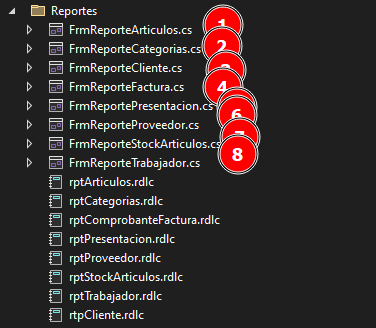 Reportes
FrmReporteArticulos.cs 1
FrmReporteCategorias.cs 2
FrmReporteCliente.cs 3
FrmReporteFactura.cs 4
FrmReportePresentacion.cs
FrmReporteProveedor.cs 6
FrmReporteStockArticulos.cs 7
FrmReporteTrabajador.cs 8
rptArticulos.rdlc
rptCategorias.rdlc
rptComprobanteFactura.rdlc
rptPresentacion.rdlc
rptProveedor.rdlc
rptStockArticulos.rdlc
rptTrabajador.rdlc
rtpCliente.rdlc